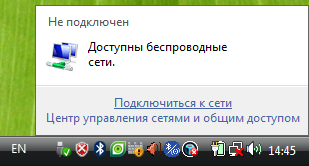 Не подключен
Доступны беспроводные
сети.
Подключиться к сети
Центр управления сетями и общим доступом
EN 14:45